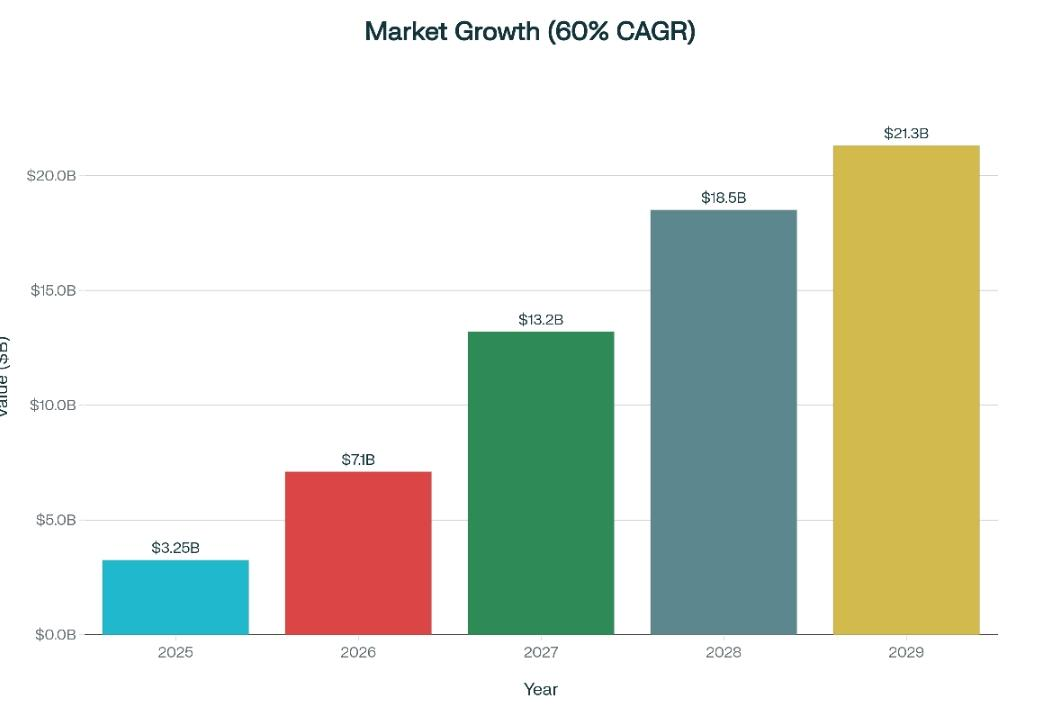 Market Growth (60% CAGR)
$21.3B
$20.0B
$18.5B
$15.0B
$13.2B
$10.0B
Value ($B)
$7.1B
$5.0B
$3.25B
$0.0B
2025 2026 2027 2028 2029
Year